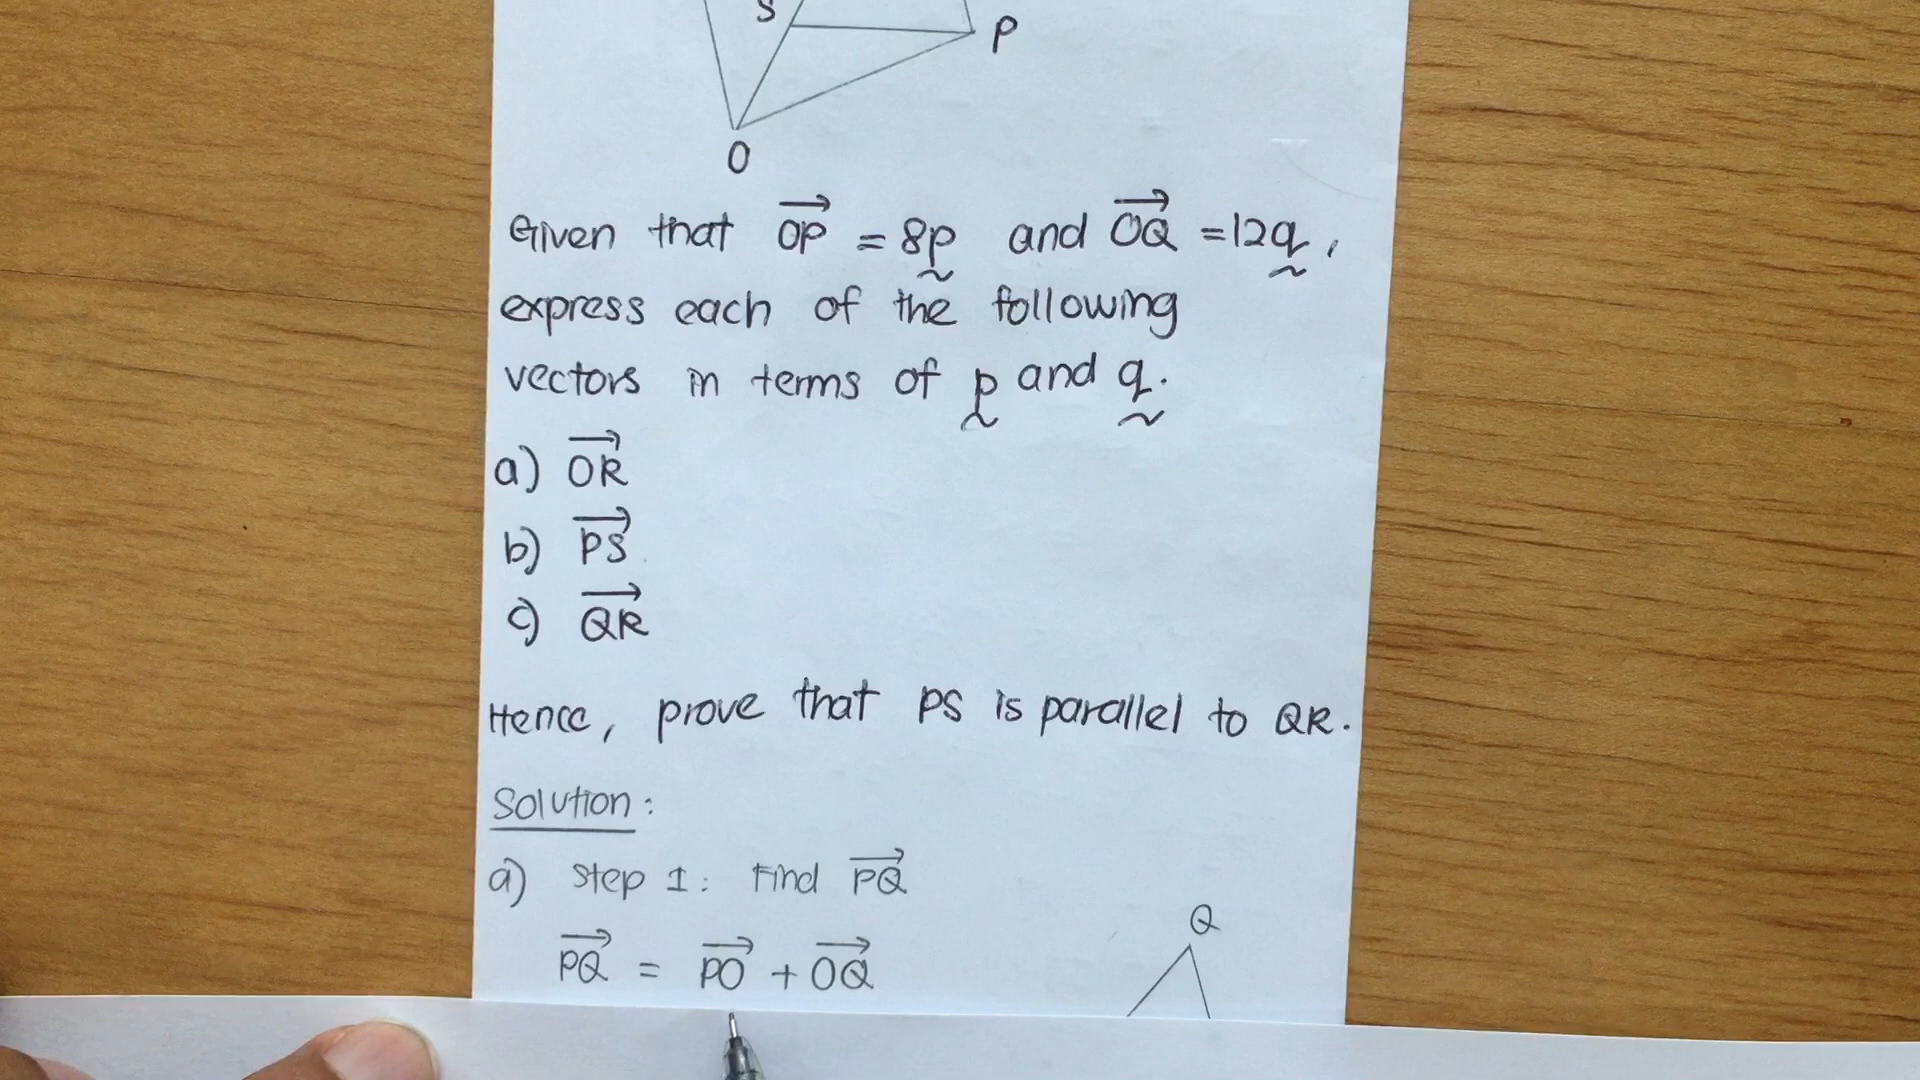 S
P
O
Given that OP = 8p and OQ = 12q,
express each of the following
vectors in terms of p and q.
a) OR
b) PS
c) QR
Hence, prove that PS is parallel to QR.
Solution:
a) Step 1: Find PQ
PQ = PO + OQ
Q